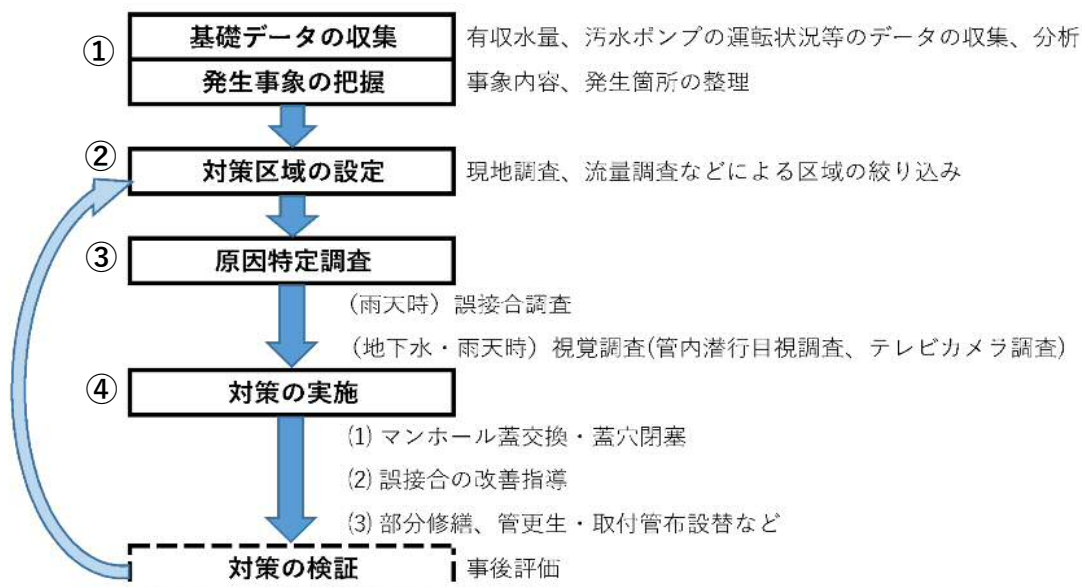 ① 基礎データの収集 有収水量、汚水ポンプの運転状況等のデータの収集、分析
発生事象の把握 事象内容、発生箇所の整理
② 対策区域の設定 現地調査、流量調査などによる区域の絞り込み
③ 原因特定調査
(雨天時）誤接合調査
(地下水・雨天時）視覚調査(管内潜行目視調査、テレビカメラ調査)
④ 対策の実施
⑴ マンホール蓋交換・蓋穴閉塞
⑵ 誤接合の改善指導
⑶ 部分修繕、管更生・取付管布設替など
対策の検証 事後評価